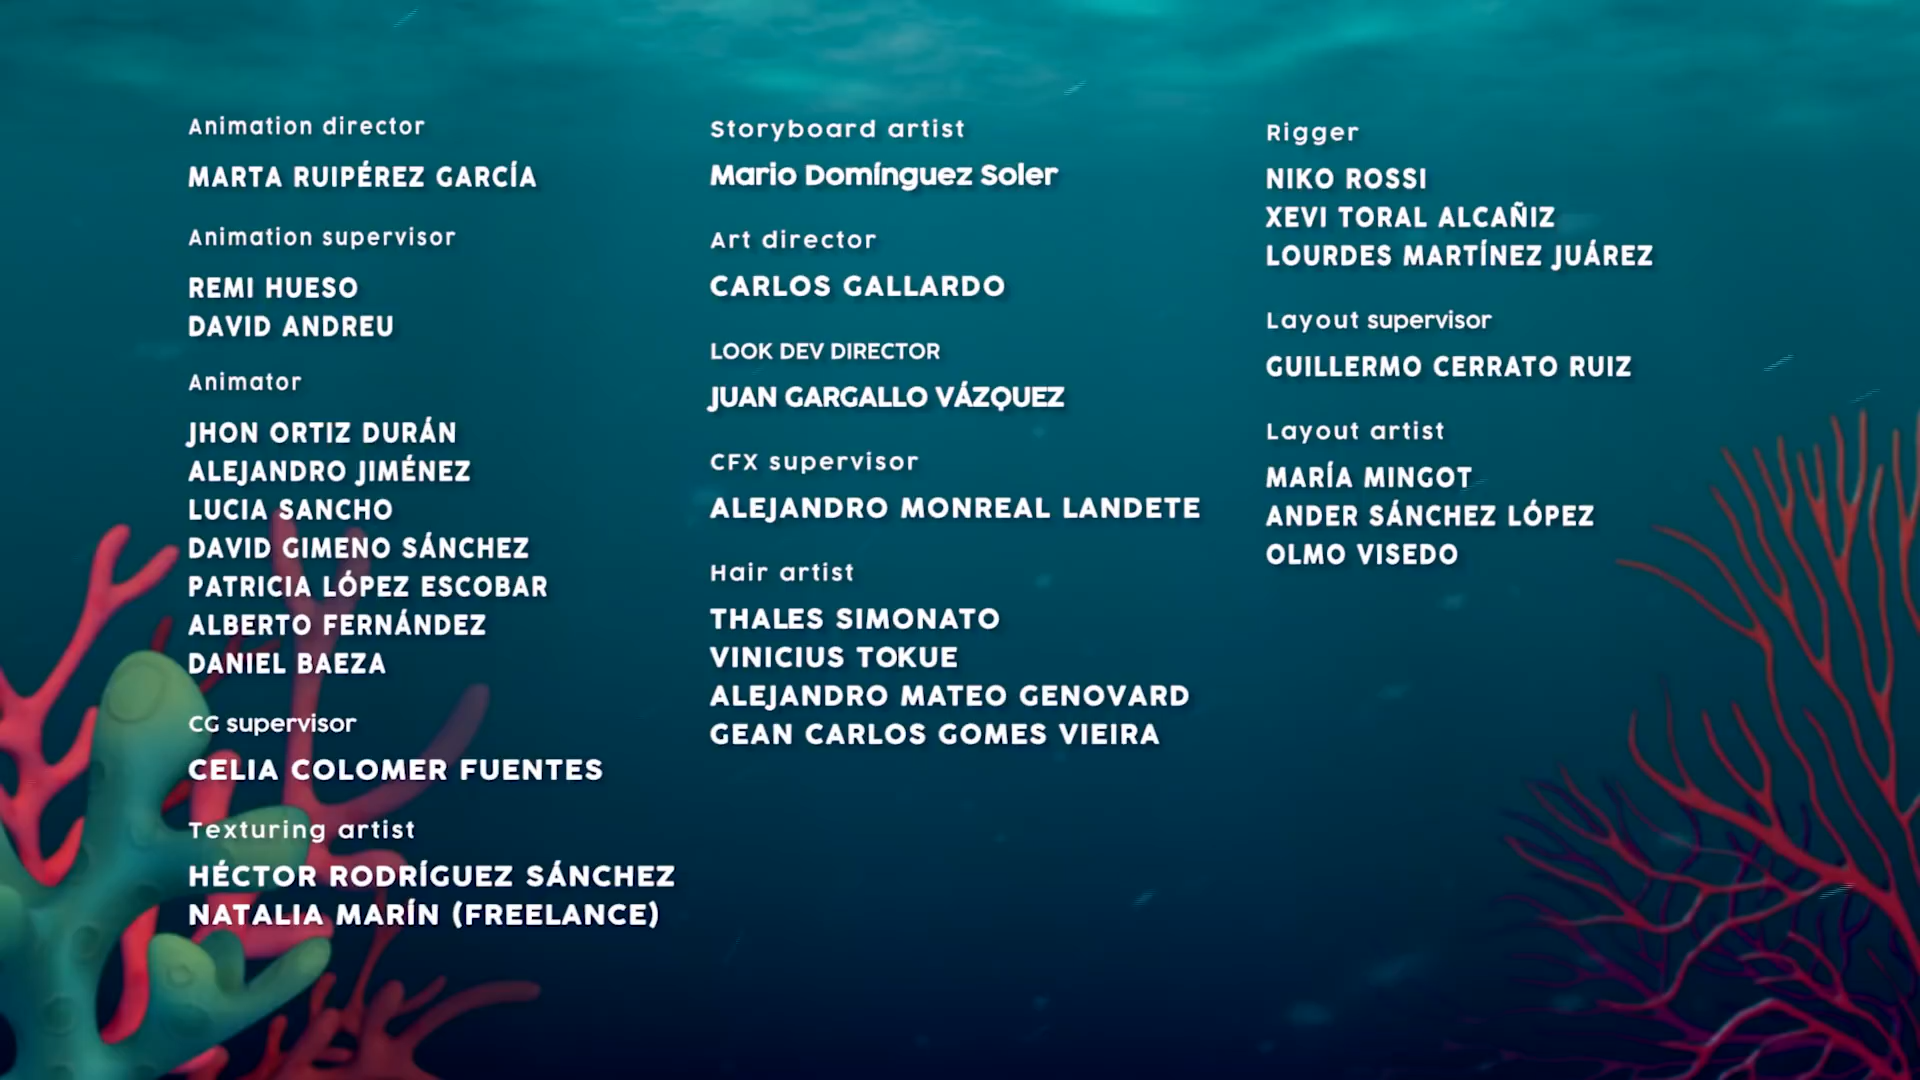 Animation director
MARTA RUIPÉREZ GARCÍA
Animation supervisor
REMI HUESO
DAVID ANDREU
Animator
JHON ORTIZ DURÁN
ALEJANDRO JIMÉNEZ
LUCIA SANCHO
DAVID GIMENO SÁNCHEZ
PATRICIA LÓPEZ ESCOBAR
ALBERTO FERNÁNDEZ
DANIEL BAEZA
CG supervisor
CELIA COLOMER FUENTES
Texturing artist
HÉCTOR RODRÍGUEZ SÁNCHEZ
NATALIA MARÍN (FREELANCE)
Storyboard artist
Mario Domínguez Soler
Art director
CARLOS GALLARDO
LOOK DEV DIRECTOR
JUAN GARGALLO VÁZQUEZ
CFX supervisor
ALEJANDRO MONREAL LANDETE
Hair artist
THALES SIMONATO
VINICIUS TOKUE
ALEJANDRO MATEO GENOVARD
GEAN CARLOS GOMES VIEIRA
Rigger
NIKO ROSSI
XEVI TORAL ALCAÑIZ
LOURDES MARTÍNEZ JUÁREZ
Layout supervisor
GUILLERMO CERRATO RUIZ
Layout artist
MARÍA MINGOT
ANDER SÁNCHEZ LÓPEZ
OLMO VISEDO